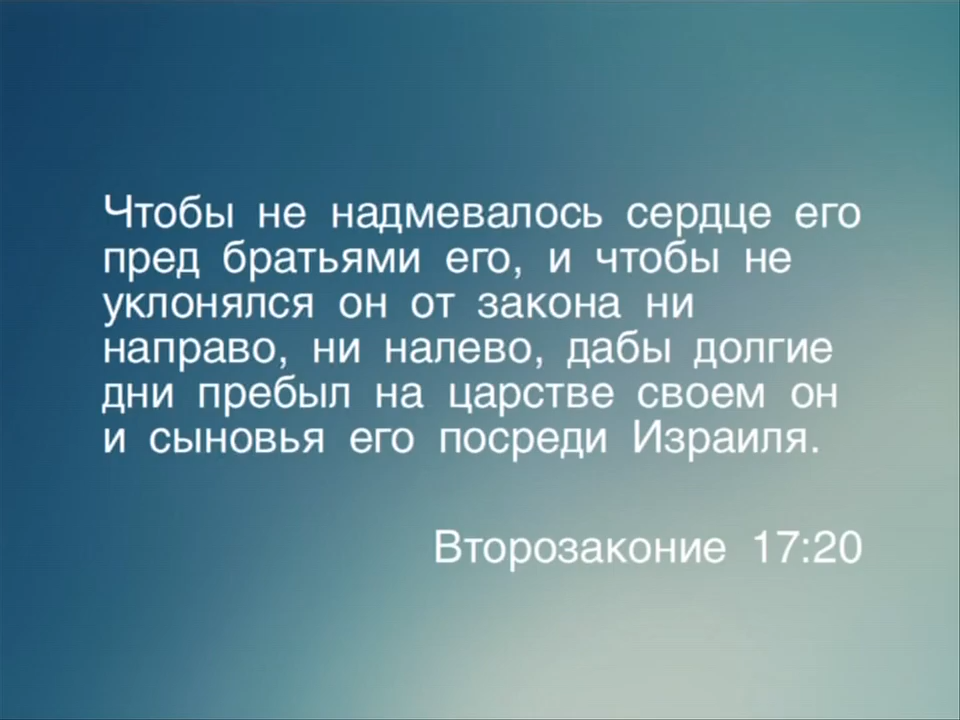 Чтобы не надмевалось сердце его
пред братьями его, и чтобы не
уклонялся он от закона ни
направо, ни налево, дабы долгие
дни пребыл на царстве своем он
и сыновья его посреди Израиля.
Второзаконие 17:20